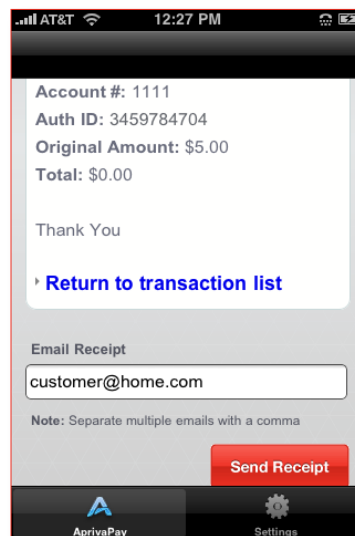 AT&T 12:27 PM
Account #: 1111
Auth ID: 3459784704
Original Amount: $5.00
Total: $0.00
Thank You
Return to transaction list
Email Receipt
customer@home.com
Note: Separate multiple emails with a comma
Send Receipt
AprivaPay Settings